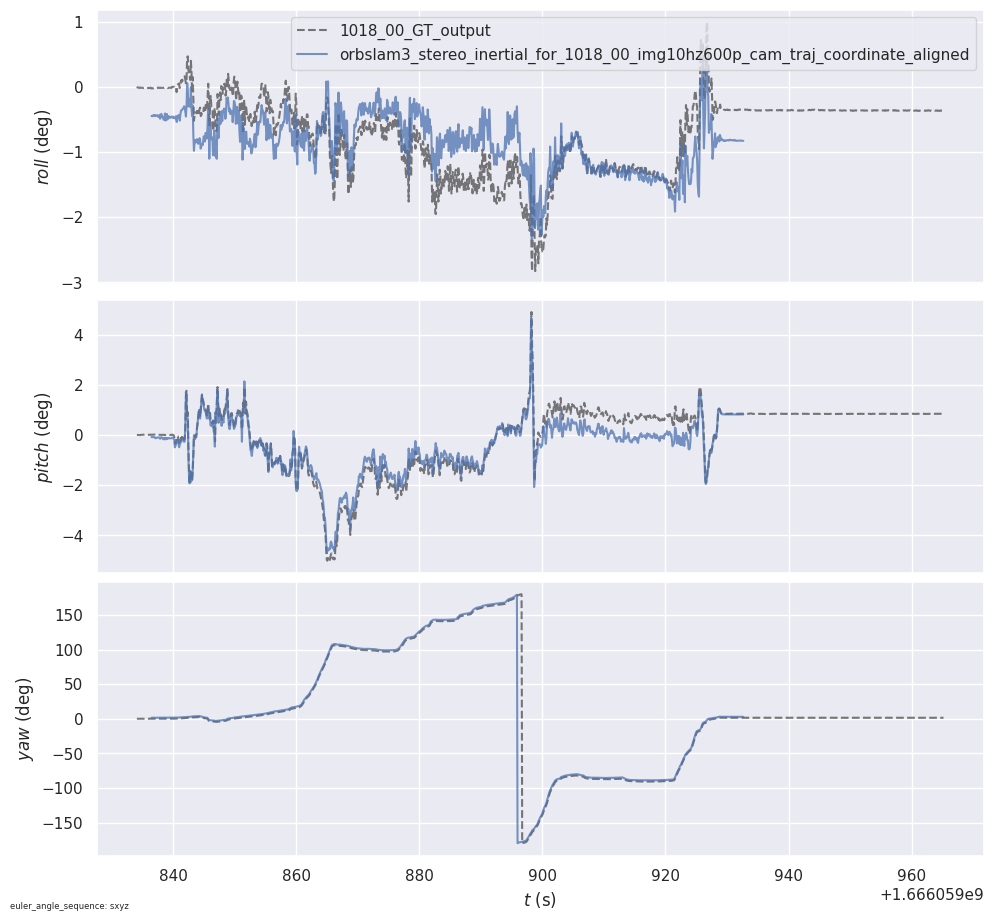 1018_00_GT_output
orbslam3_stereo_inertial_for_1018_00_img10hz600p_cam_traj_coordinate_aligned
1
0
−1
−2
−3
roll (deg)
4
2
0
−2
−4
pitch (deg)
150
100
50
0
−50
−100
−150
yaw (deg)
840 860 880 900 920 940 960
+1.666059e9
t (s)
euler_angle_sequence: sxyz